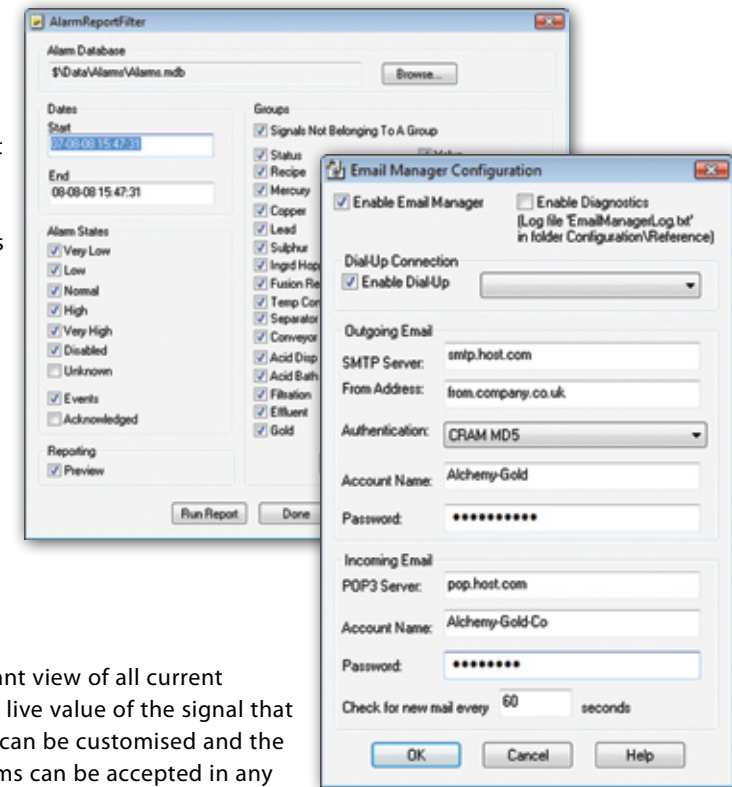 AlarmReportFilter
Alarm Database
$\Data\Alarms\Alarms.mdb
Browse...
Dates
Start
07-08-08 15:47:31
End
08-08-08 15:47:31
Alarm States
Very Low
Low
Normal
High
Very High
Disabled
Unknown
Events
Acknowledged
Reporting
Preview
Groups
Signals Not Belonging To A Group
Status
Recipe
Mercury
Copper
Lead
Sulphur
Ingrd Hop
Fusion Re
Temp Con
Separator
Conveyor
Acid Disp
Acid Bath
Filtration
Effluent
Gold
Run Report
Done
Email Manager Configuration
Enable Email Manager
Enable Diagnostics
(Log file 'EmailManagerLog.txt'
in folder Configuration\Reference)
Dial-Up Connection
Enable Dial-Up
Outgoing Email
SMTP Server: smtp.host.com
From Address: from.company.co.uk
Authentication: CRAM MD5
Account Name: Alchemy-Gold
Password: ••••••••••
Incoming Email
POP3 Server: pop.host.com
Account Name: Alchemy-Gold-Co
Password: ••••••••
Check for new mail every 60 seconds
OK Cancel Help
ant view of all current
live value of the signal that
can be customised and the
ms can be accepted in any